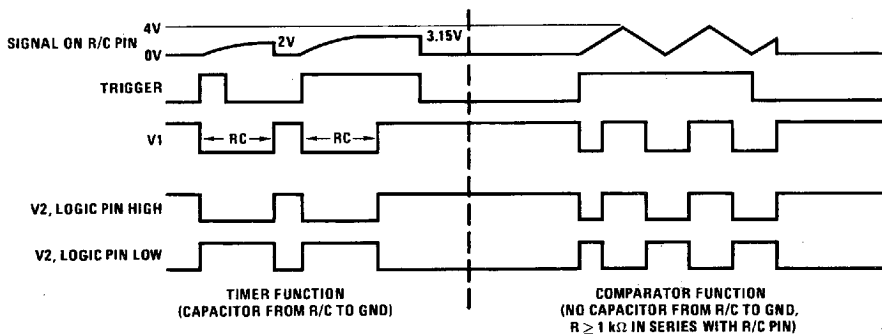 4V
SIGNAL ON R/C PIN
2V
3.15V
0V
TRIGGER
V1
RC
RC
V2, LOGIC PIN HIGH
V2, LOGIC PIN LOW
TIMER FUNCTION
(CAPACITOR FROM R/C TO GND)
COMPARATOR FUNCTION
(NO CAPACITOR FROM R/C TO GND,
R ≥ 1 kΩ IN SERIES WITH R/C PIN)